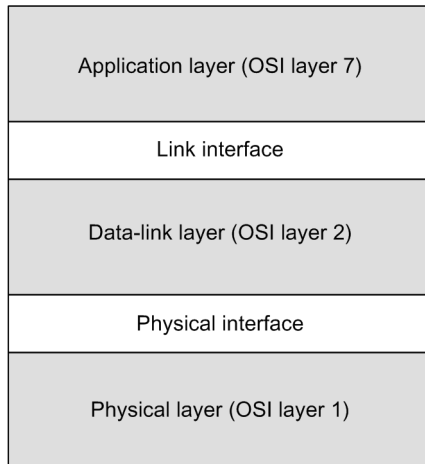 Application layer (OSI layer 7)
Link interface
Data-link layer (OSI layer 2)
Physical interface
Physical layer (OSI layer 1)